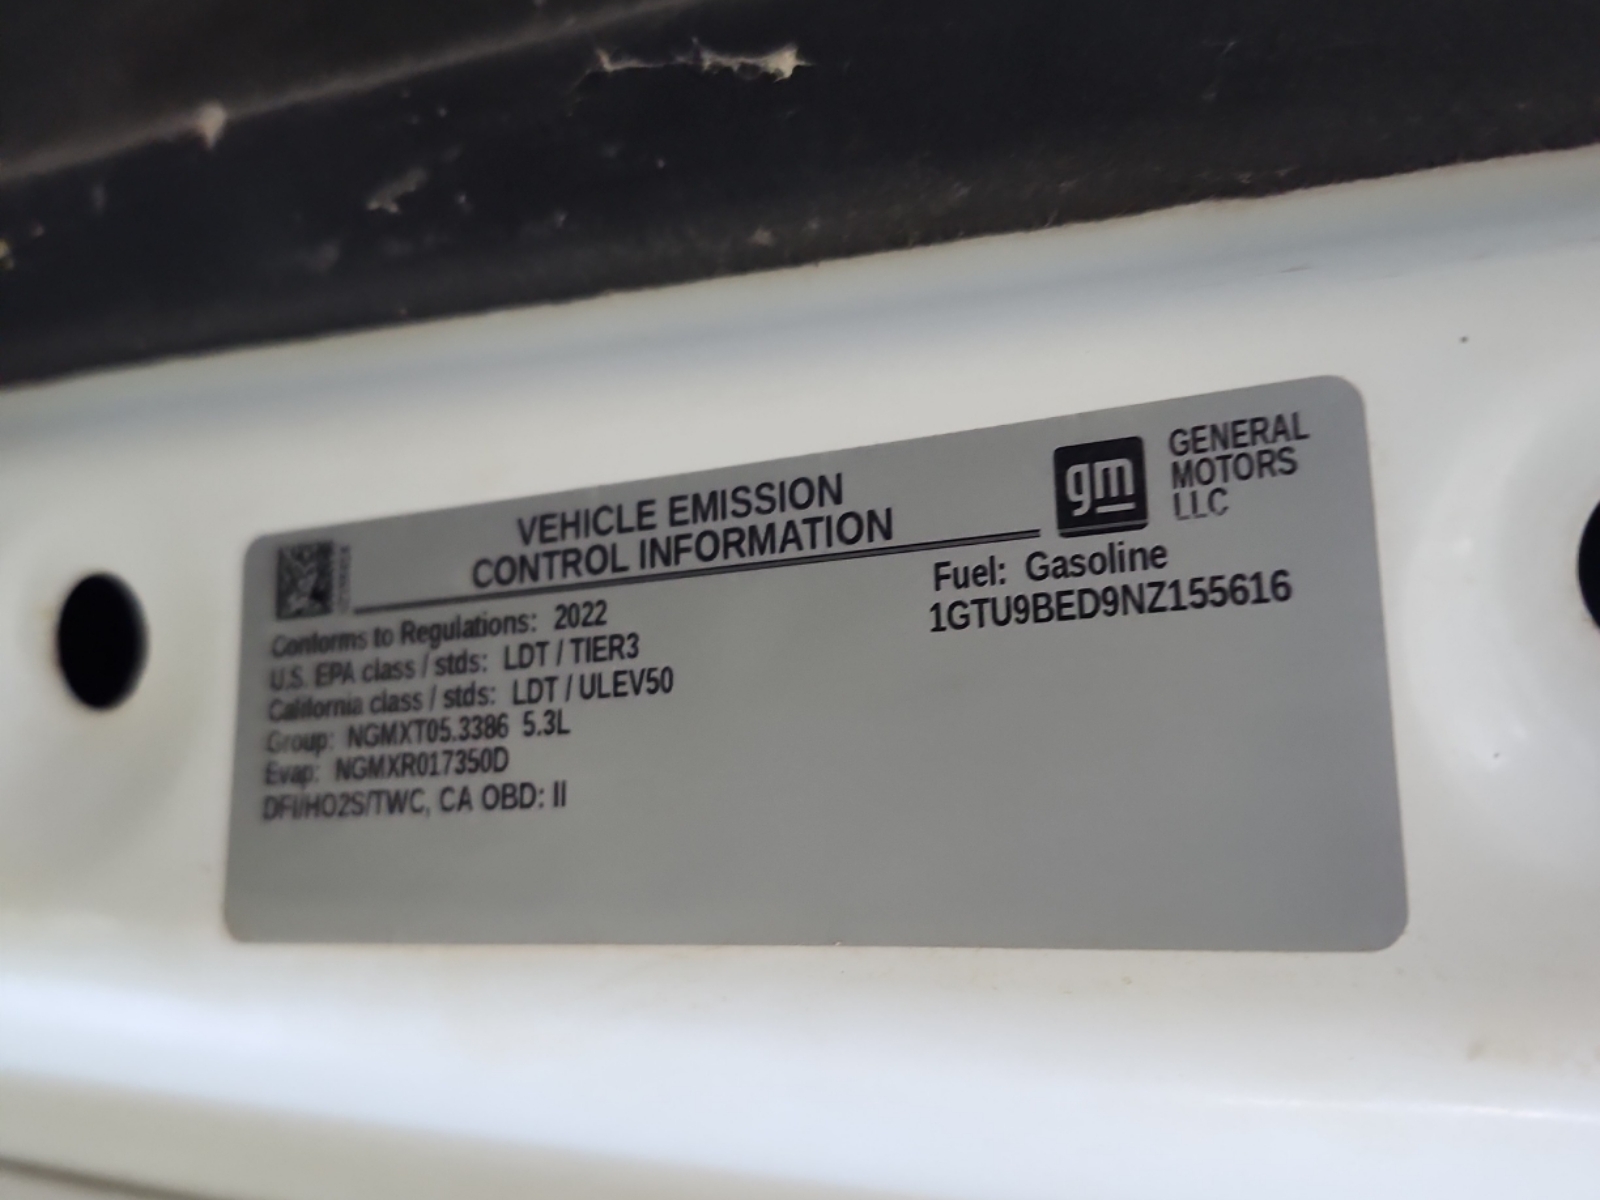 VEHICLE EMISSION
CONTROL INFORMATION
gm
GENERAL
MOTORS
LLC
Conforms to Regulations: 2022
U.S. EPA class / stds: LDT / TIER3
California class / stds: LDT / ULEV50
Group: NGMXT05.3386 5.3L
Evap: NGMXR017350D
DFI/HO2S/TWC, CA OBD: II
Fuel: Gasoline
1GTU9BED9NZ155616